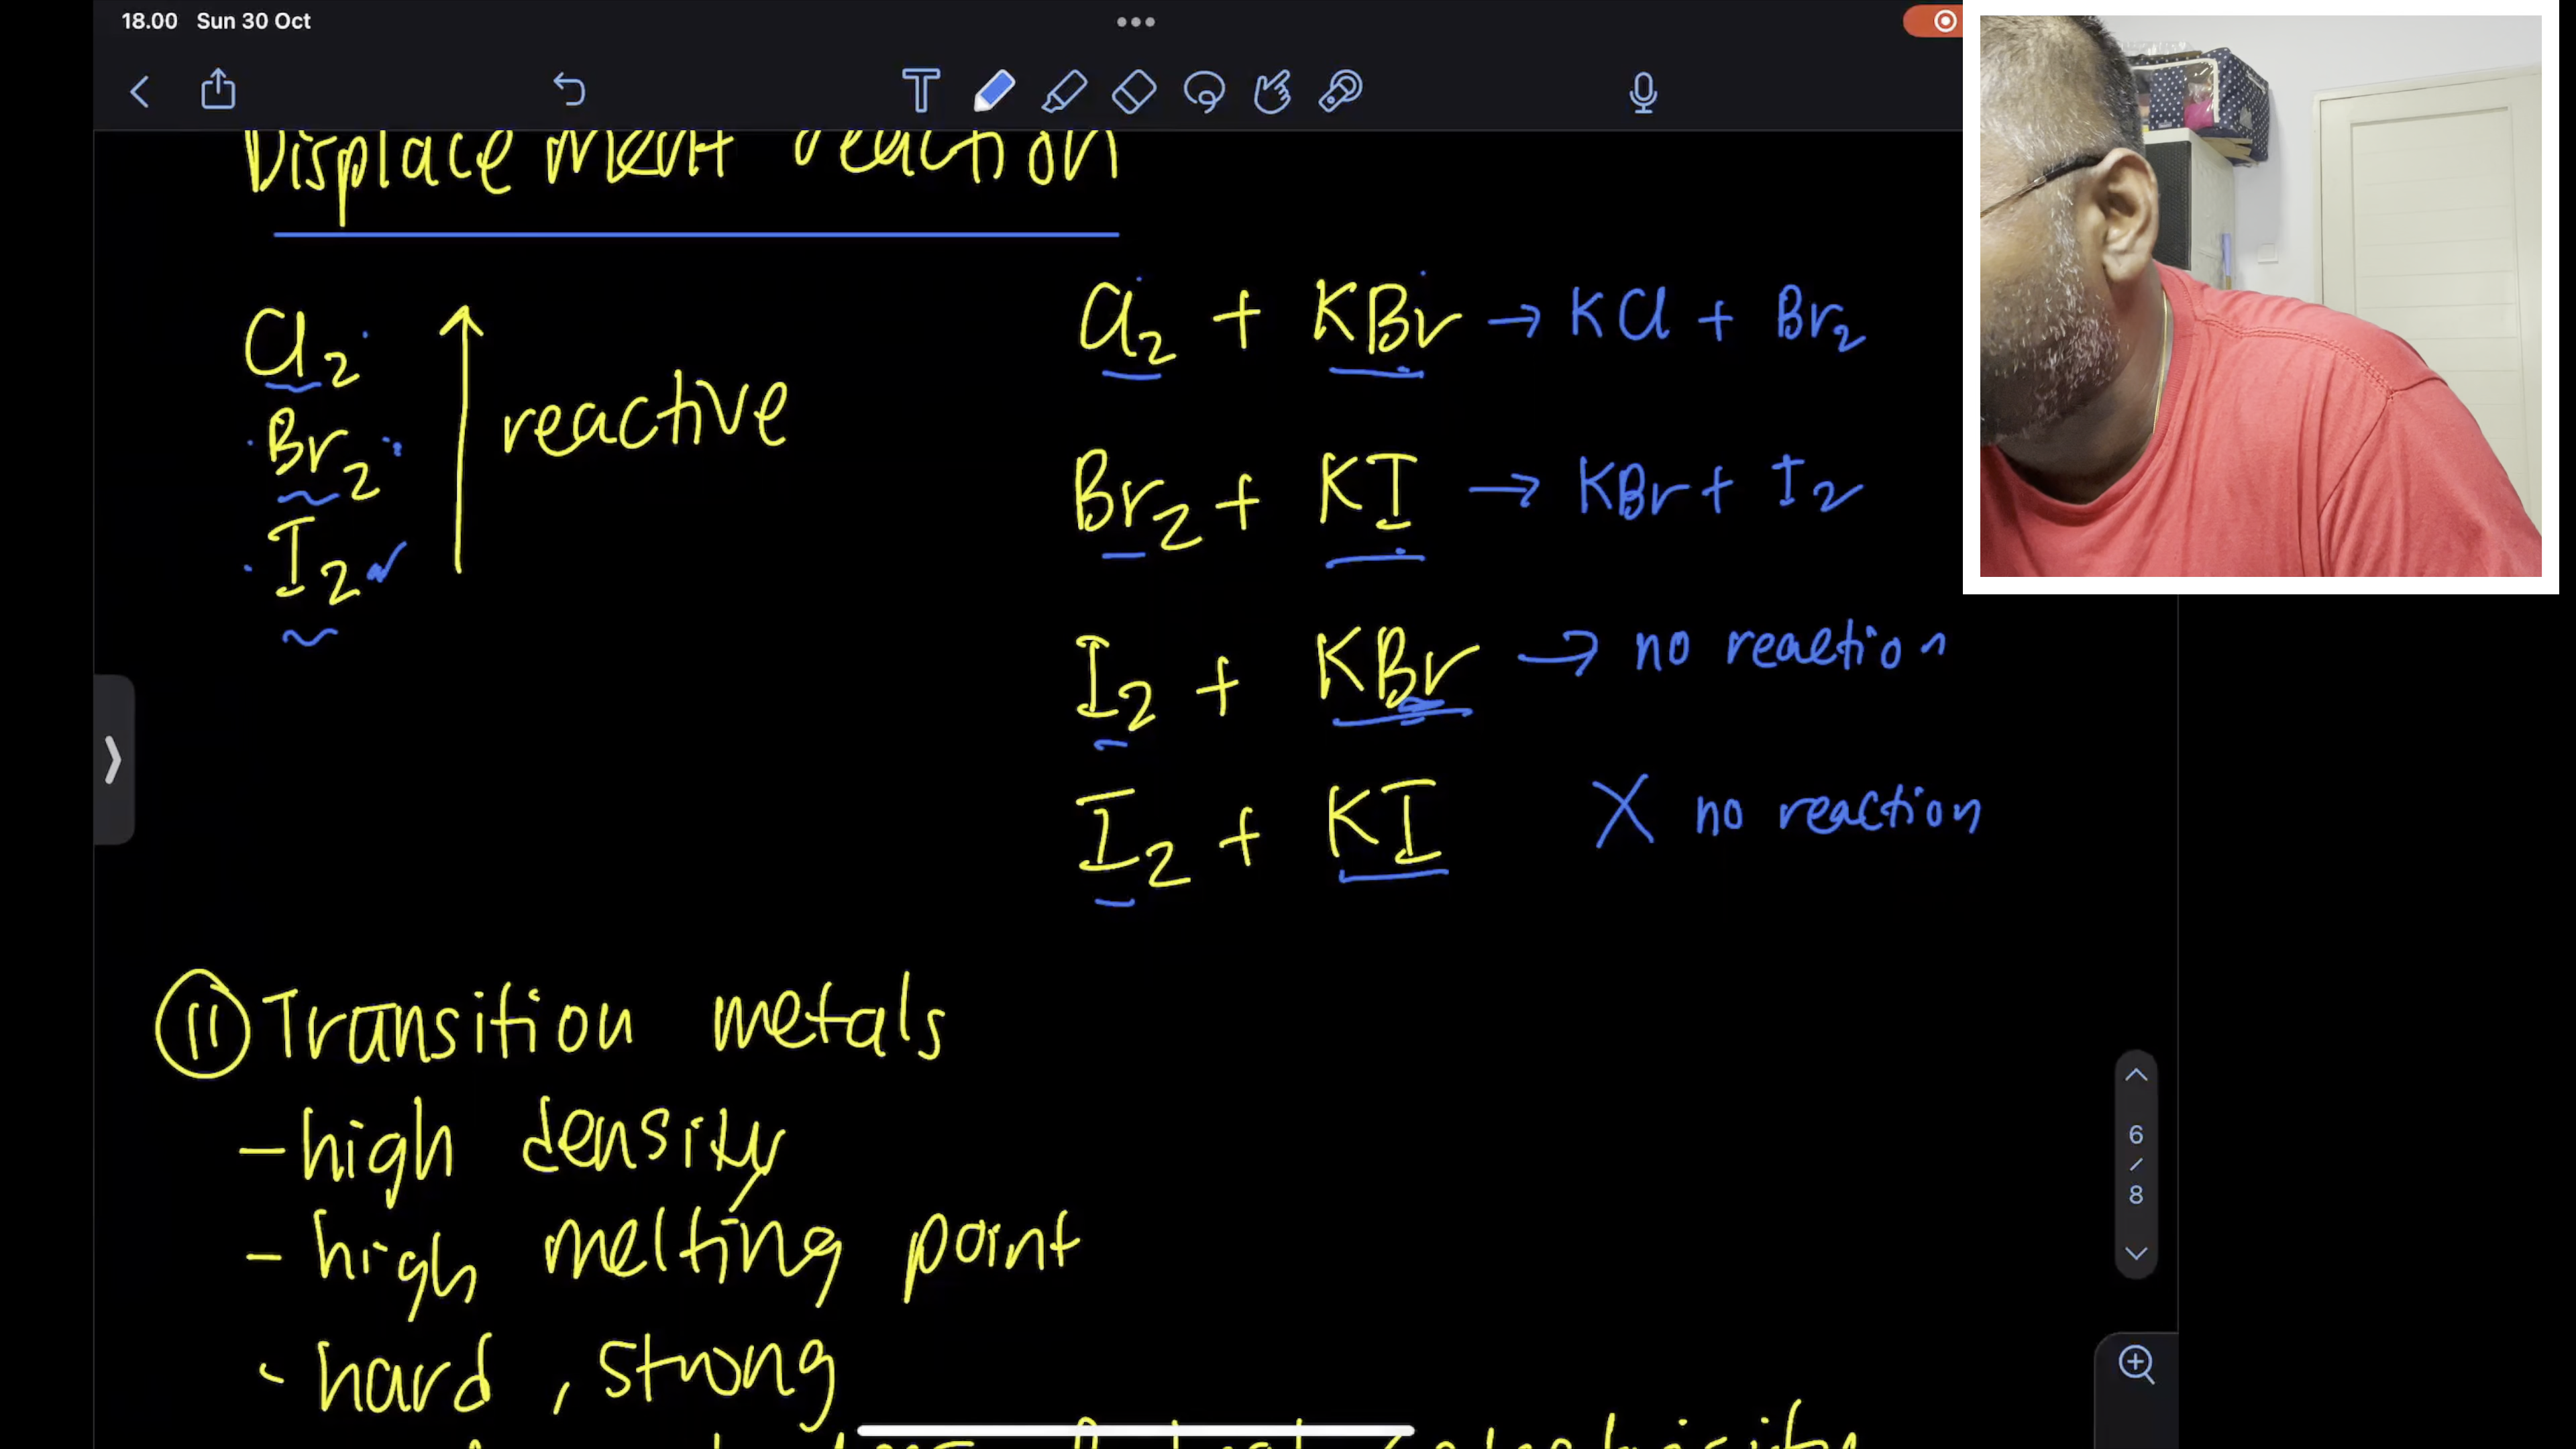 18.00 Sun 30 Oct
Displacement reaction
Cl2
Br2
I2
reactive
Cl2 + KBr → KCl + Br2
Br2 + KI → KBr + I2
I2 + KBr → no reaction
I2 + KI X no reaction
11 Transition metals
- high density
- high melting point
- hard, strong
6
/
8